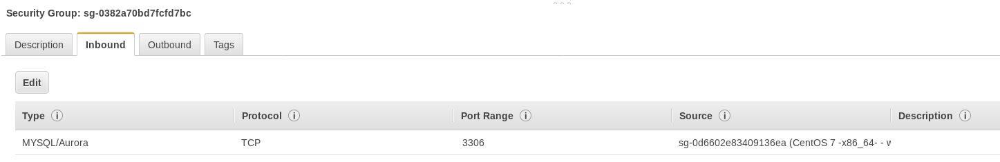 Security Group: sg-0382a70bd7fcfd7bc
Description Inbound Outbound Tags
Edit
Type i Protocol i Port Range i Source i Description i
MYSQL/Aurora TCP 3306 sg-0d6602e83409136ea (CentOS 7 -x86_64- -